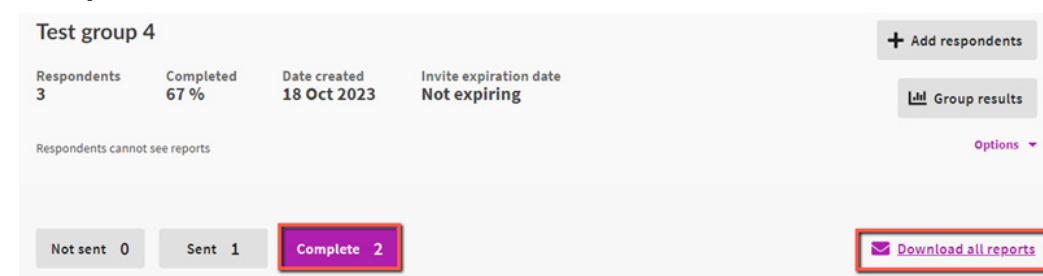 Test group 4
Add respondents
Respondents Completed Date created Invite expiration date
3 67 % 18 Oct 2023 Not expiring
Group results
Respondents cannot see reports
Options
Not sent 0 Sent 1 Complete 2 Download all reports